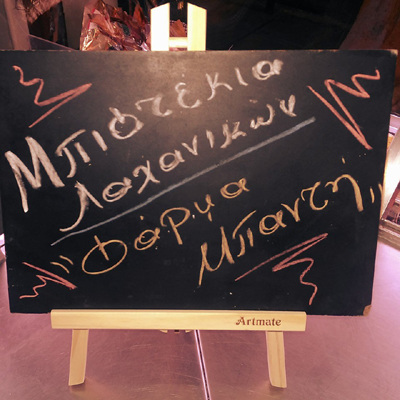 Μπιφτέκια
Λαχανικών
"Φάρμα
Μπαντή"
Artmate